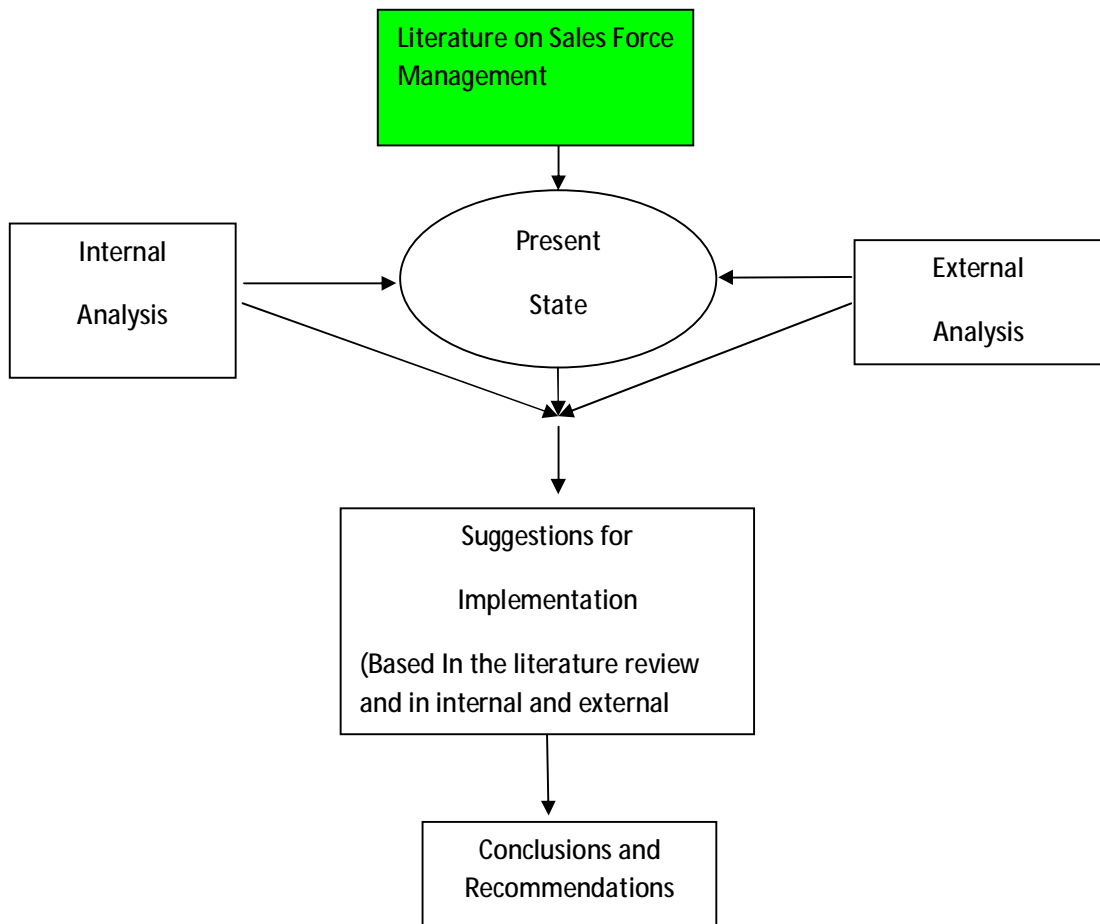 Literature on Sales Force
Management
Internal
Analysis
Present
State
External
Analysis
Suggestions for
Implementation
(Based In the literature review
and in internal and external
Conclusions and
Recommendations